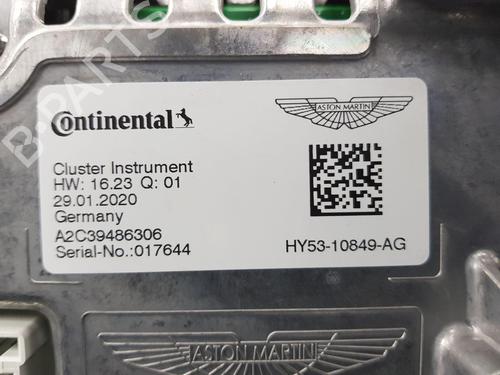 Continental
ASTON MARTIN
Cluster Instrument
HW: 16.23 Q: 01
29.01.2020
Germany
A2C39486306
Serial-No.:017644
HY53-10849-AG
ASTON MARTIN
B-PARTS